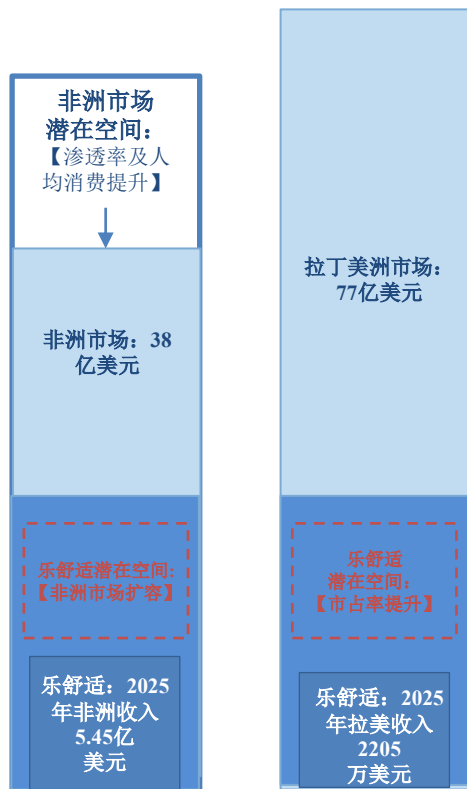 非洲市场
潜在空间：
【渗透率及人
均消费提升】
非洲市场：38
亿美元
乐舒适潜在空间:
【非洲市场扩容】
乐舒适：2025
年非洲收入
5.45亿
美元
拉丁美洲市场：
77亿美元
乐舒适
潜在空间：
【市占率提升】
乐舒适：2025
年拉美收入
2205
万美元